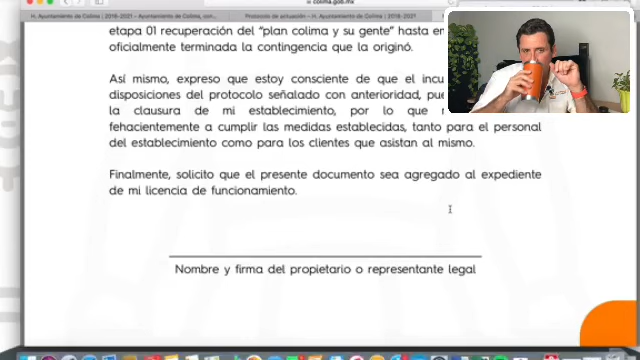 colima.gob.mx
H. Ayuntamiento de Colima | 2018-2021 - Ayuntamiento de Colima, con...
Protocolo de actuación – H. Ayuntamiento de Colima | 2018-2021
etapa 01 recuperación del “plan colima y su gente” hasta en
oficialmente terminada la contingencia que la originó.
Así mismo, expreso que estoy consciente de que el incu
disposiciones del protocolo señalado con anterioridad, pue
la clausura de mi establecimiento, por lo que
fehacientemente a cumplir las medidas establecidas, tanto para el personal
del establecimiento como para los clientes que asistan al mismo.
Finalmente, solicito que el presente documento sea agregado al expediente
de mi licencia de funcionamiento.
Nombre y firma del propietario o representante legal